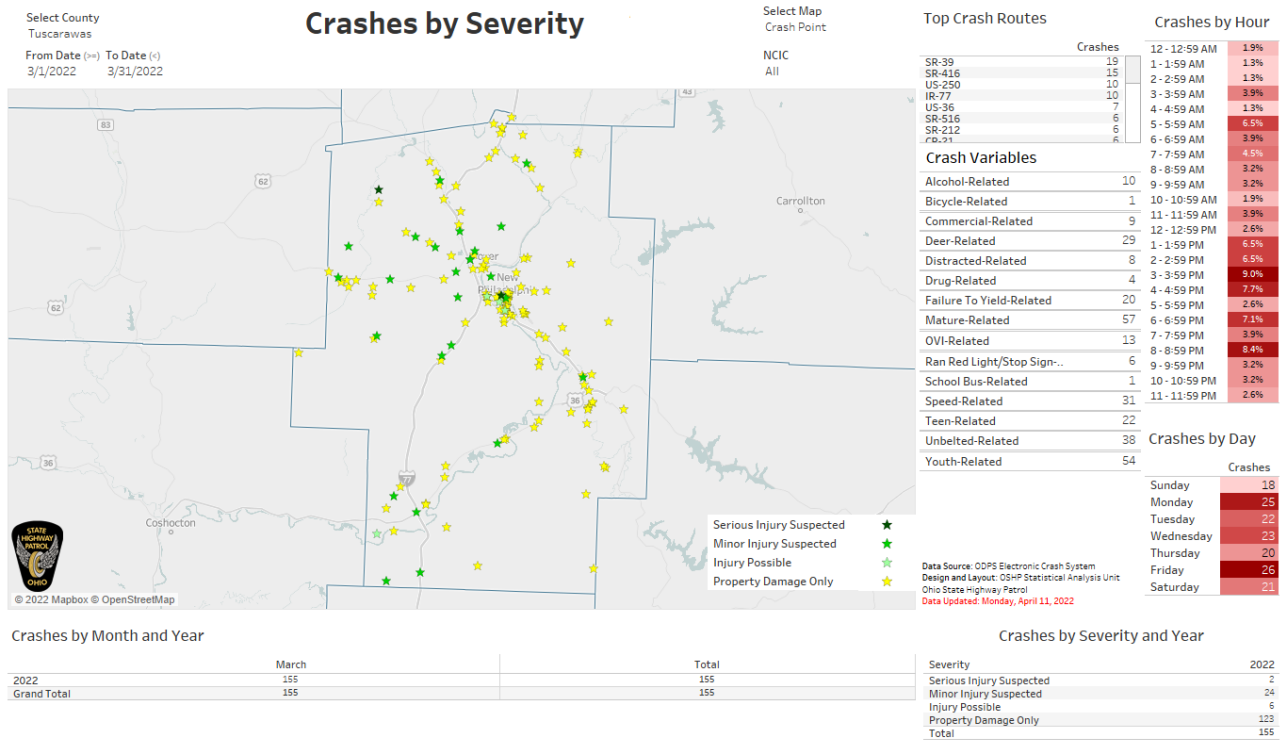 Crashes by Severity
Select County
Tuscarawas
From Date (>=) To Date (<)
3/1/2022 3/31/2022
Select Map
Crash Point
NCIC
All
83
43
62
Carrollton
New
Philadelphia
62
36
36
77
Coshocton
STATE
HIGHWAY
PATROL
OHIO
© 2022 Mapbox © OpenStreetMap
Serious Injury Suspected
Minor Injury Suspected
Injury Possible
Property Damage Only
Top Crash Routes
Crashes
SR-39 19
SR-416 15
US-250 10
IR-77 10
US-36 7
SR-516 6
SR-212 6
CR-21 6
Crash Variables
Alcohol-Related 10
Bicycle-Related 1
Commercial-Related 9
Deer-Related 29
Distracted-Related 8
Drug-Related 4
Failure To Yield-Related 20
Mature-Related 57
OVI-Related 13
Ran Red Light/Stop Sign-.. 6
School Bus-Related 1
Speed-Related 31
Teen-Related 22
Unbelted-Related 38
Youth-Related 54
Data Source: ODPS Electronic Crash System
Design and Layout: OSHP Statistical Analysis Unit
Ohio State Highway Patrol
Data Updated: Monday, April 11, 2022
Crashes by Hour
12 - 12:59 AM 1.9%
1 - 1:59 AM 1.3%
2 - 2:59 AM 1.3%
3 - 3:59 AM 3.9%
4 - 4:59 AM 1.3%
5 - 5:59 AM 6.5%
6 - 6:59 AM 3.9%
7 - 7:59 AM 4.5%
8 - 8:59 AM 3.2%
9 - 9:59 AM 3.2%
10 - 10:59 AM 1.9%
11 - 11:59 AM 3.9%
12 - 12:59 PM 2.6%
1 - 1:59 PM 6.5%
2 - 2:59 PM 6.5%
3 - 3:59 PM 9.0%
4 - 4:59 PM 7.7%
5 - 5:59 PM 2.6%
6 - 6:59 PM 7.1%
7 - 7:59 PM 3.9%
8 - 8:59 PM 8.4%
9 - 9:59 PM 3.2%
10 - 10:59 PM 3.2%
11 - 11:59 PM 2.6%
Crashes by Day
Crashes
Sunday 18
Monday 25
Tuesday 22
Wednesday 23
Thursday 20
Friday 26
Saturday 21
Crashes by Month and Year
March Total
2022 155 155
Grand Total 155 155
Crashes by Severity and Year
Severity 2022
Serious Injury Suspected 2
Minor Injury Suspected 24
Injury Possible 6
Property Damage Only 123
Total 155